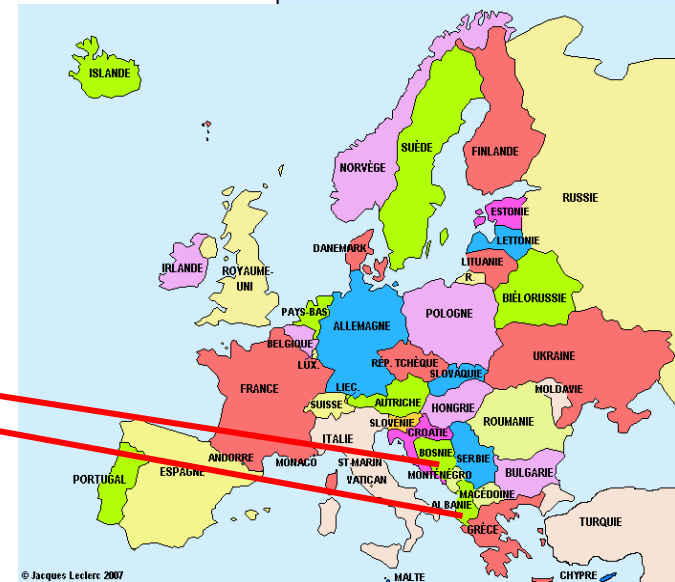 ISLANDE
SUÈDE
FINLANDE
NORVÈGE
RUSSIE
ESTONIE
LETTONIE
DANEMARK
LITUANIE
IRLANDE
ROYAUME-
UNI
R.
BIÉLORUSSIE
PAYS-BAS
POLOGNE
ALLEMAGNE
BELGIQUE
UKRAINE
LUX.
RÉP. TCHÈQUE
SLOVAQUIE
FRANCE
LIEC.
MOLDAVIE
SUISSE
AUTRICHE
HONGRIE
SLOVÉNIE
ROUMANIE
CROATIE
ITALIE
BOSNIE
ANDORRE
MONACO
ST-MARIN
SERBIE
PORTUGAL
ESPAGNE
VATICAN
MONTÉNÉGRO
BULGARIE
MACÉDOINE
ALBANIE
TURQUIE
GRÈCE
© Jacques Leclerc 2007
MALTE
CHYPRE